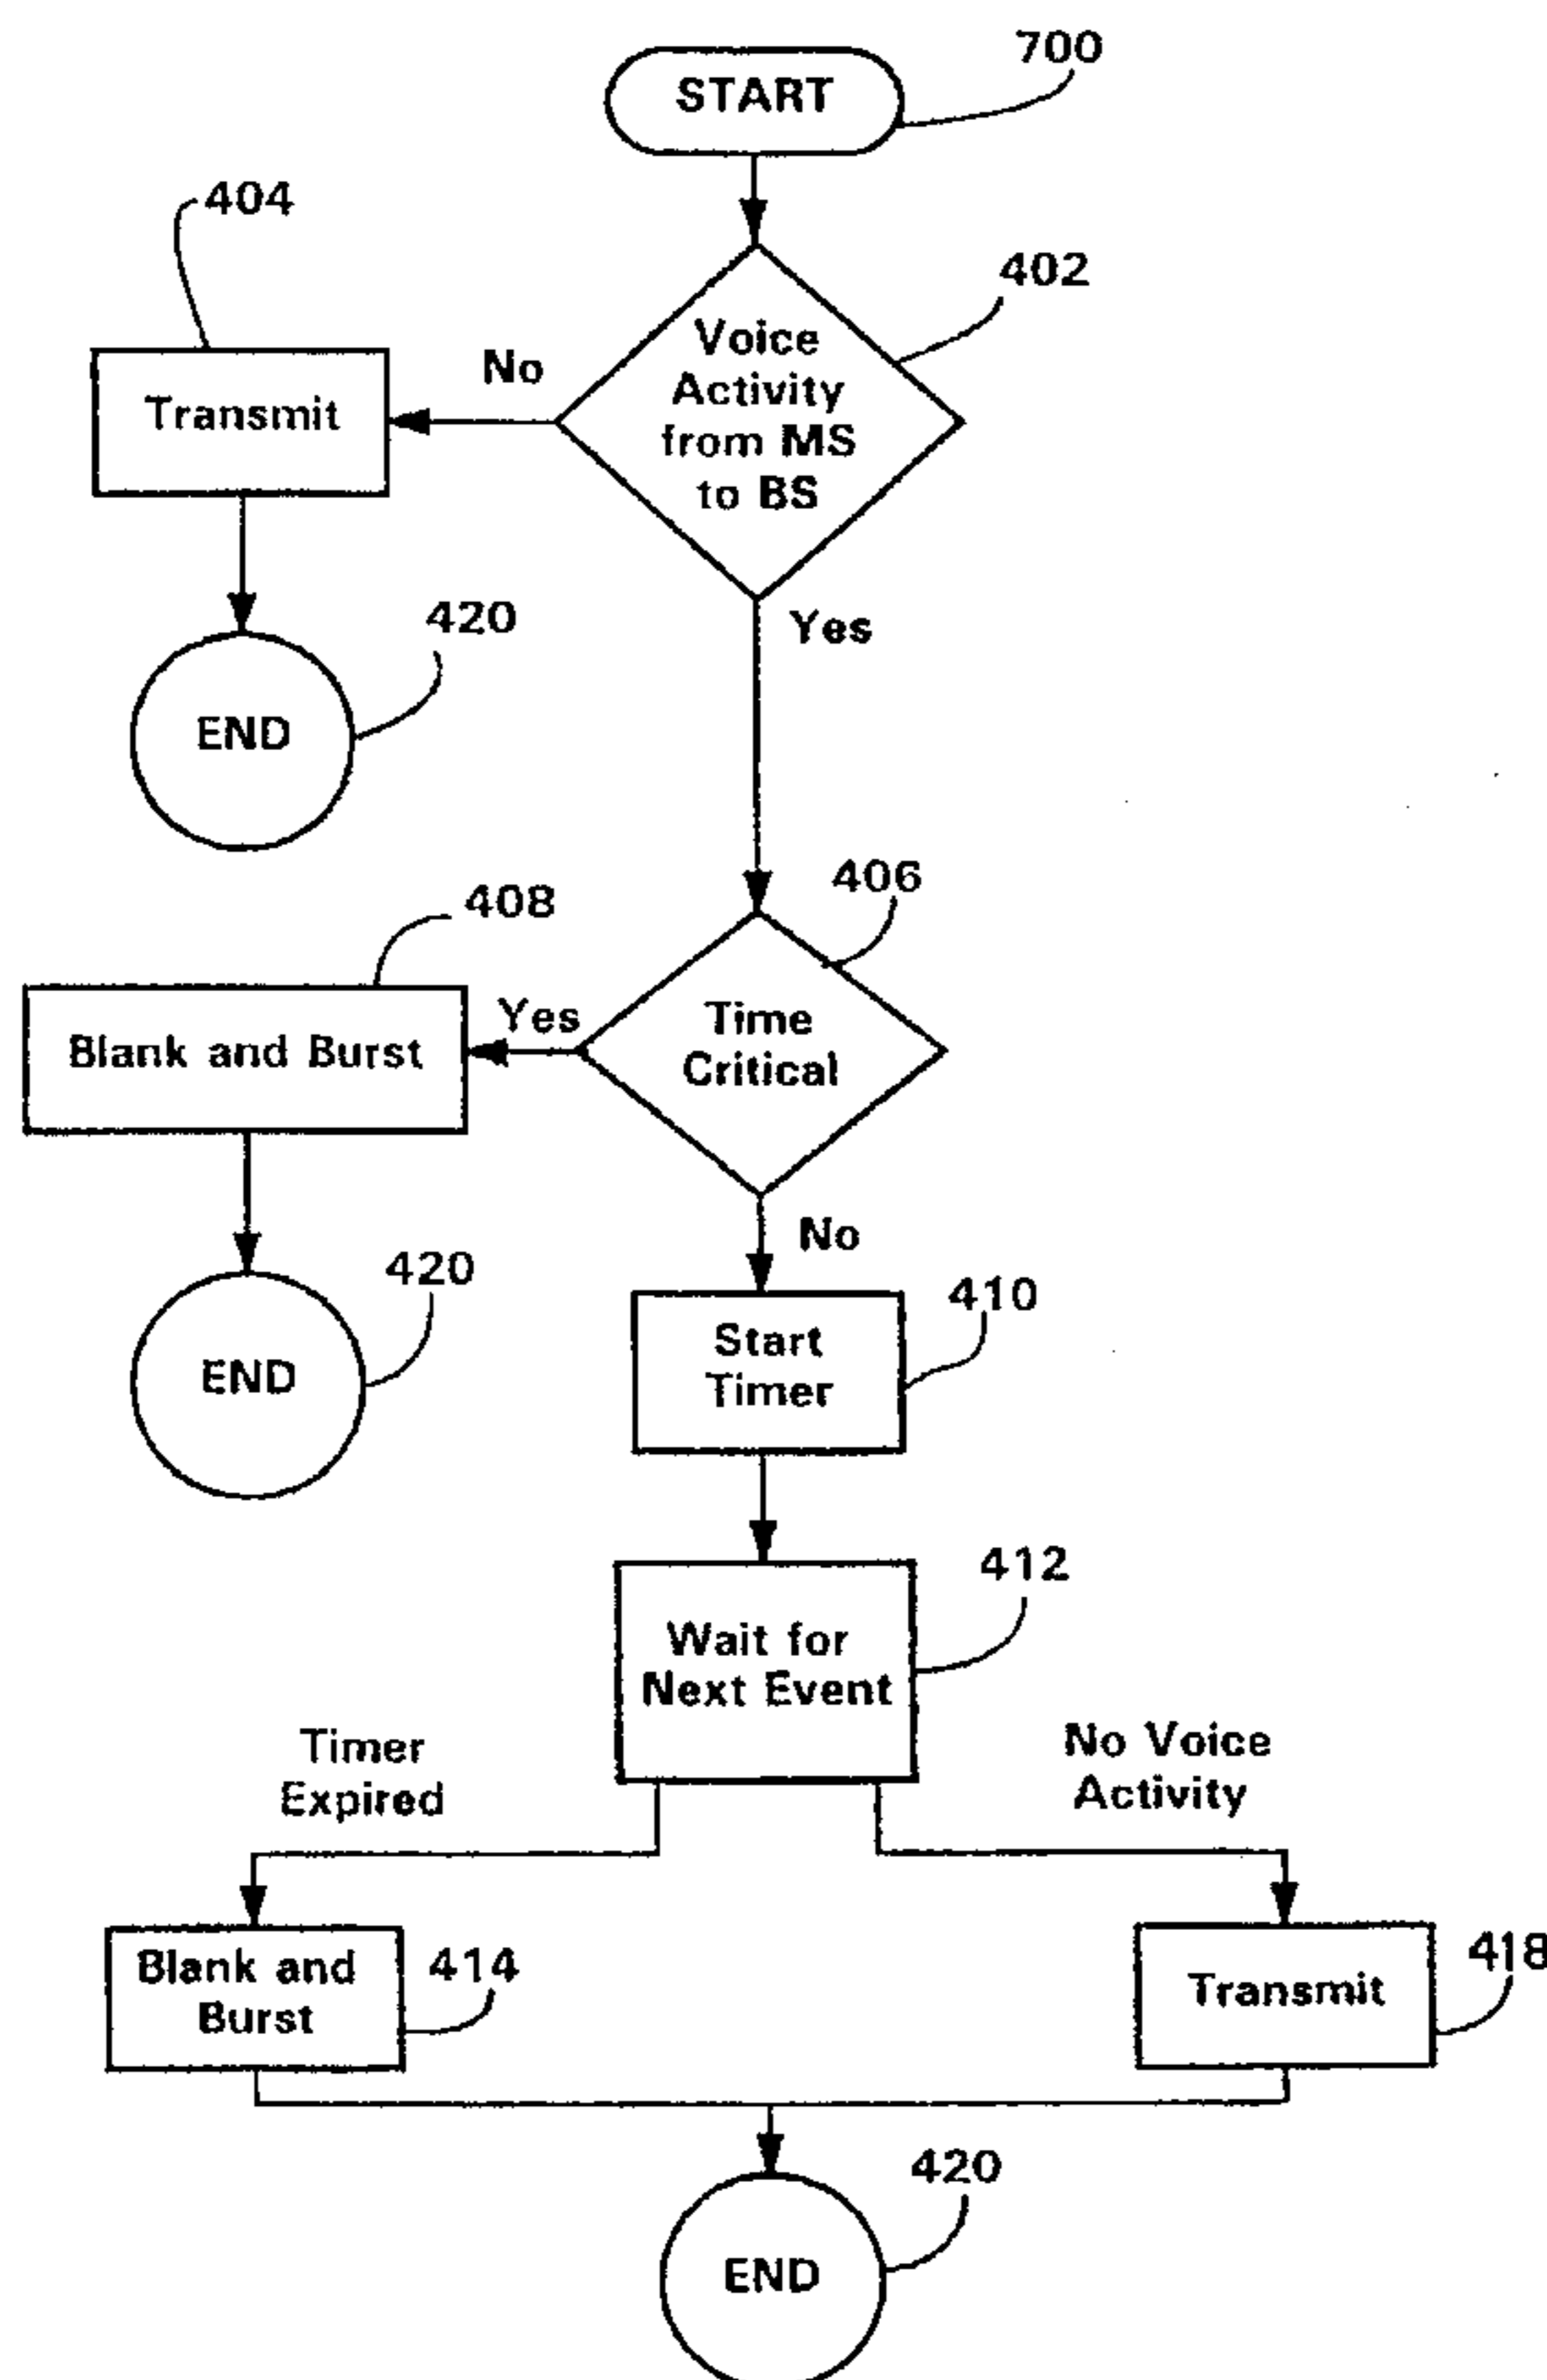 700
START
404
402
Voice
Activity
from MS
to BS
No
Transmit
420
Yes
END
406
408
Yes
Time
Critical
Blank and Burst
No
420
410
Start
Timer
END
412
Wait for
Next Event
Timer
Expired
No Voice
Activity
Blank and
Burst
414
418
Transmit
420
END